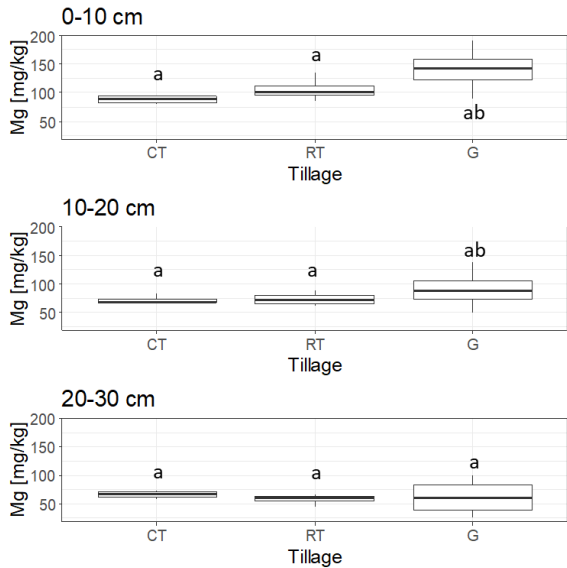 0-10 cm
Mg [mg/kg]
200
150
100
50
a
a
ab
CT
RT
G
Tillage
10-20 cm
Mg [mg/kg]
200
150
100
50
a
a
ab
CT
RT
G
Tillage
20-30 cm
Mg [mg/kg]
200
150
100
50
a
a
a
CT
RT
G
Tillage